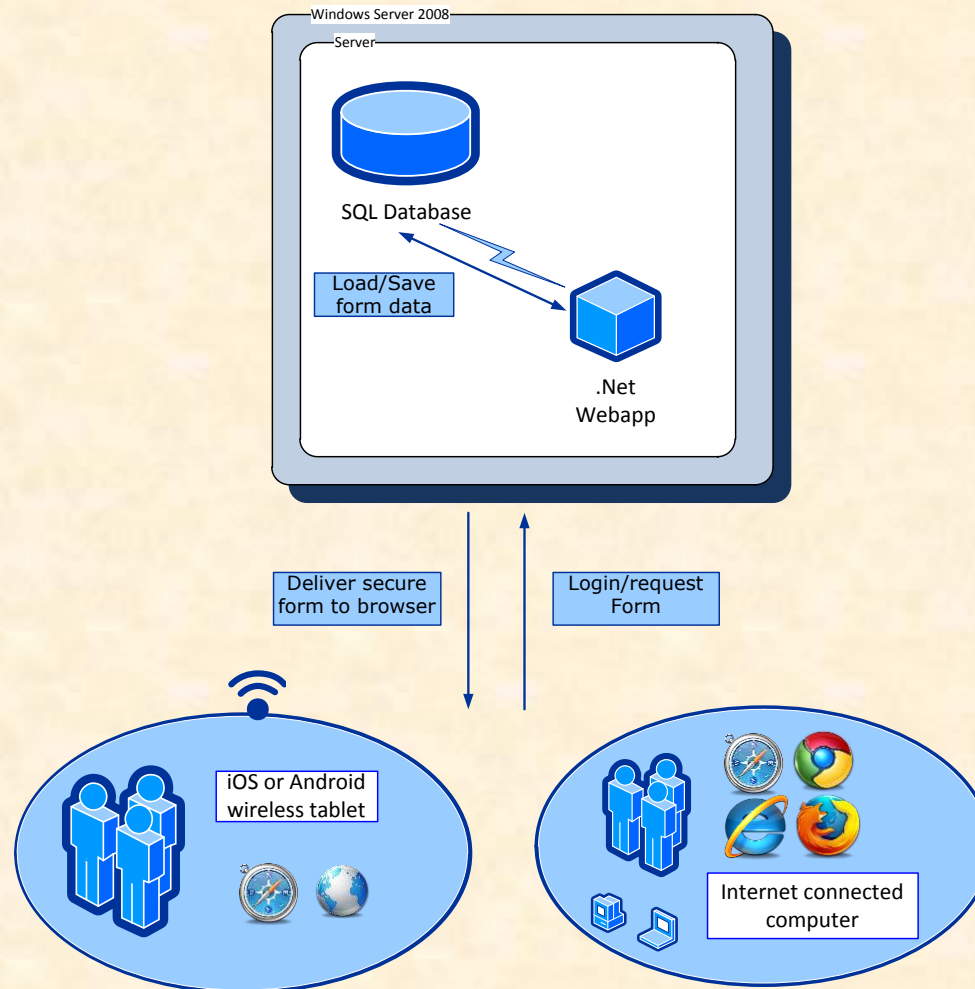 Windows Server 2008
Server
SQL Database
Load/Save
form data
.Net
Webapp
Deliver secure
form to browser
Login/request
Form
iOS or Android
wireless tablet
Internet connected
computer